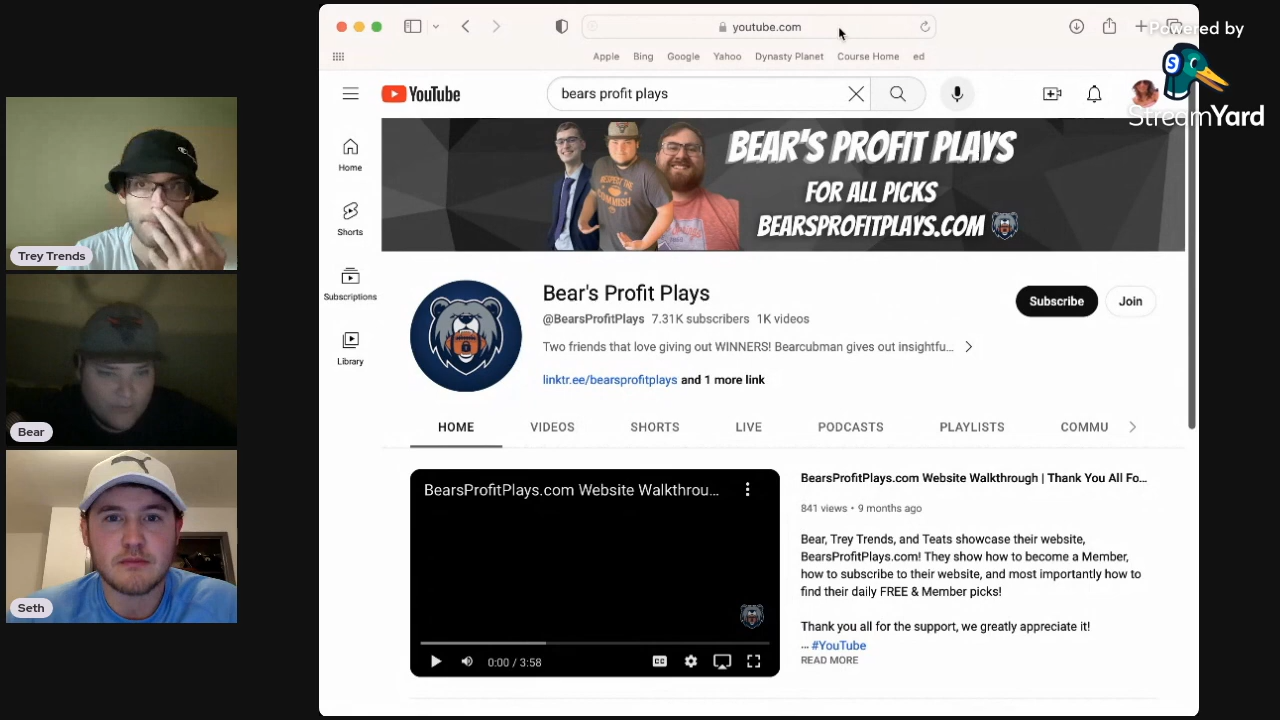 youtube.com
Powered by
StreamYard
Apple
Bing
Google
Yahoo
Dynasty Planet
Course Home
ed
YouTube
bears profit plays
Home
Shorts
Subscriptions
Library
BEAR'S PROFIT PLAYS
FOR ALL PICKS
BEARSPROFITPLAYS.COM
Bear's Profit Plays
@BearsProfitPlays 7.31K subscribers 1K videos
Two friends that love giving out WINNERS! Bearcubman gives out insightfu...
linktr.ee/bearsprofitplays and 1 more link
HOME
VIDEOS
SHORTS
LIVE
PODCASTS
PLAYLISTS
COMMU
BearsProfitPlays.com Website Walkthrou...
0:00 / 3:58
BearsProfitPlays.com Website Walkthrough | Thank You All Fo...
841 views • 9 months ago
Bear, Trey Trends, and Teats showcase their website,
BearsProfitPlays.com! They show how to become a Member,
how to subscribe to their website, and most importantly how to
find their daily FREE & Member picks!
Thank you all for the support, we greatly appreciate it!
... #YouTube
READ MORE
Trey Trends
Bear
Seth